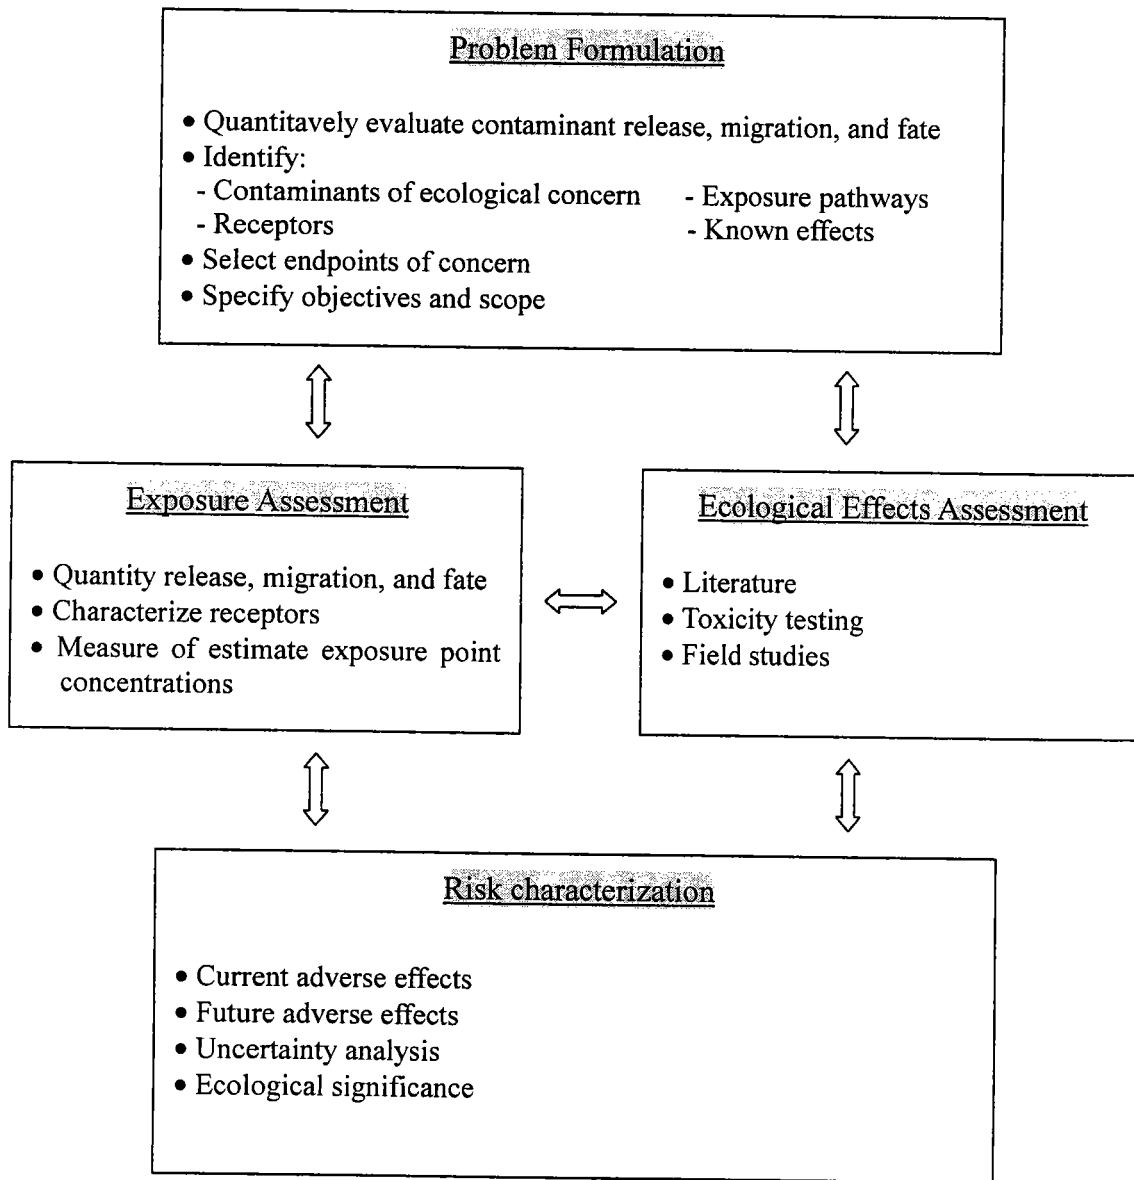 Problem Formulation
• Quantitavely evaluate contaminant release, migration, and fate
• Identify:
- Contaminants of ecological concern - Exposure pathways
- Receptors - Known effects
• Select endpoints of concern
• Specify objectives and scope
Exposure Assessment
• Quantity release, migration, and fate
• Characterize receptors
• Measure of estimate exposure point
concentrations
Ecological Effects Assessment
• Literature
• Toxicity testing
• Field studies
Risk characterization
• Current adverse effects
• Future adverse effects
• Uncertainty analysis
• Ecological significance